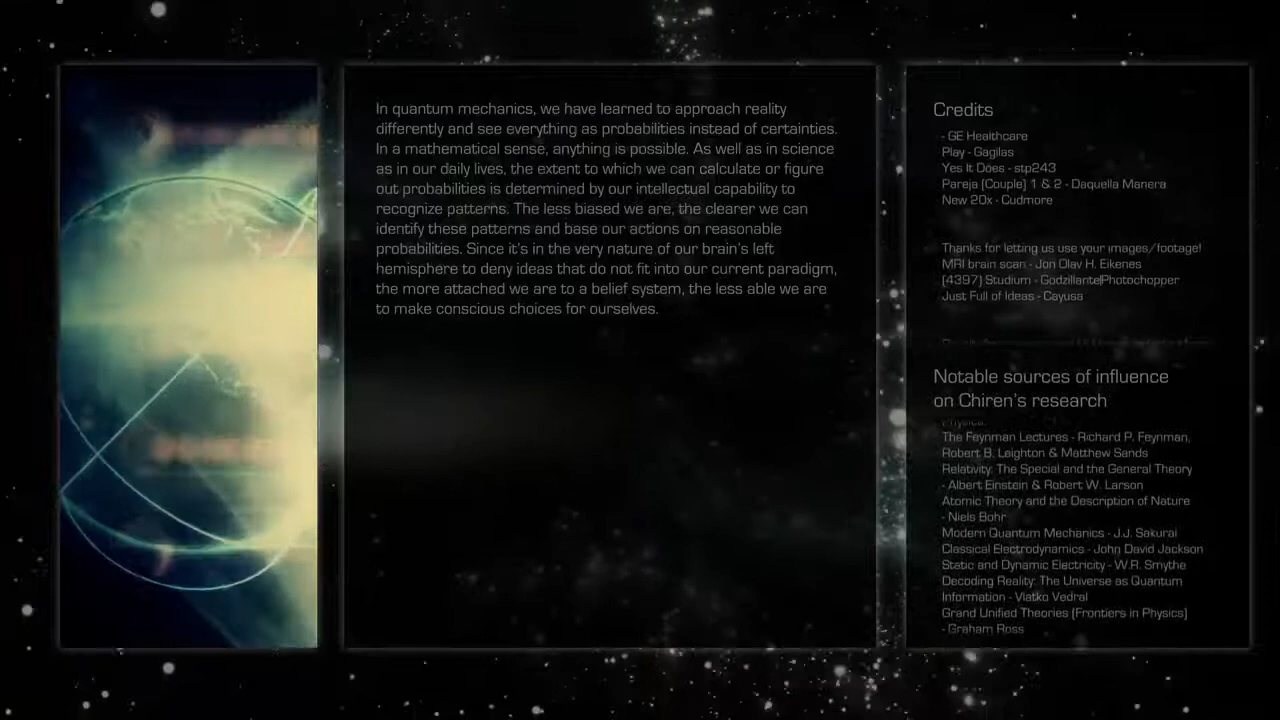 In quantum mechanics, we have learned to approach reality
differently and see everything as probabilities instead of certainties.
In a mathematical sense, anything is possible. As well as in science
as in our daily lives, the extent to which we can calculate or figure
out probabilities is determined by our intellectual capability to
recognize patterns. The less biased we are, the clearer we can
identify these patterns and base our actions on reasonable
probabilities. Since it's in the very nature of our brain's left
hemisphere to deny ideas that do not fit into our current paradigm,
the more attached we are to a belief system, the less able we are
to make conscious choices for ourselves.
Credits
- GE Healthcare
Play - Gagilas
Yes It Does - stp243
Pareja (Couple) 1 & 2 - Daquella Manera
New 20x - Cudmore
Thanks for letting us use your images/footage!
MRI brain scan - Jon Olav H. Eikenes
(4397) Studium - Godzillante|Photochopper
Just Full of Ideas - Cayusa
Notable sources of influence
on Chiren's research
Physics:
The Feynman Lectures - Richard P. Feynman,
Robert B. Leighton & Matthew Sands
Relativity: The Special and the General Theory
- Albert Einstein & Robert W. Larson
Atomic Theory and the Description of Nature
- Niels Bohr
Modern Quantum Mechanics - J.J. Sakurai
Classical Electrodynamics - John David Jackson
Static and Dynamic Electricity - W.R. Smythe
Decoding Reality: The Universe as Quantum
Information - Vlatko Vedral
Grand Unified Theories (Frontiers in Physics)
- Graham Ross